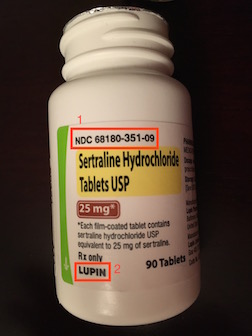 1
NDC 68180-351-09
Sertraline Hydrochloride
Tablets USP
25 mg*
*Each film-coated tablet contains
sertraline hydrochloride USP
equivalent to 25 mg of sertraline.
Rx only
LUPIN 2
90 Tablets